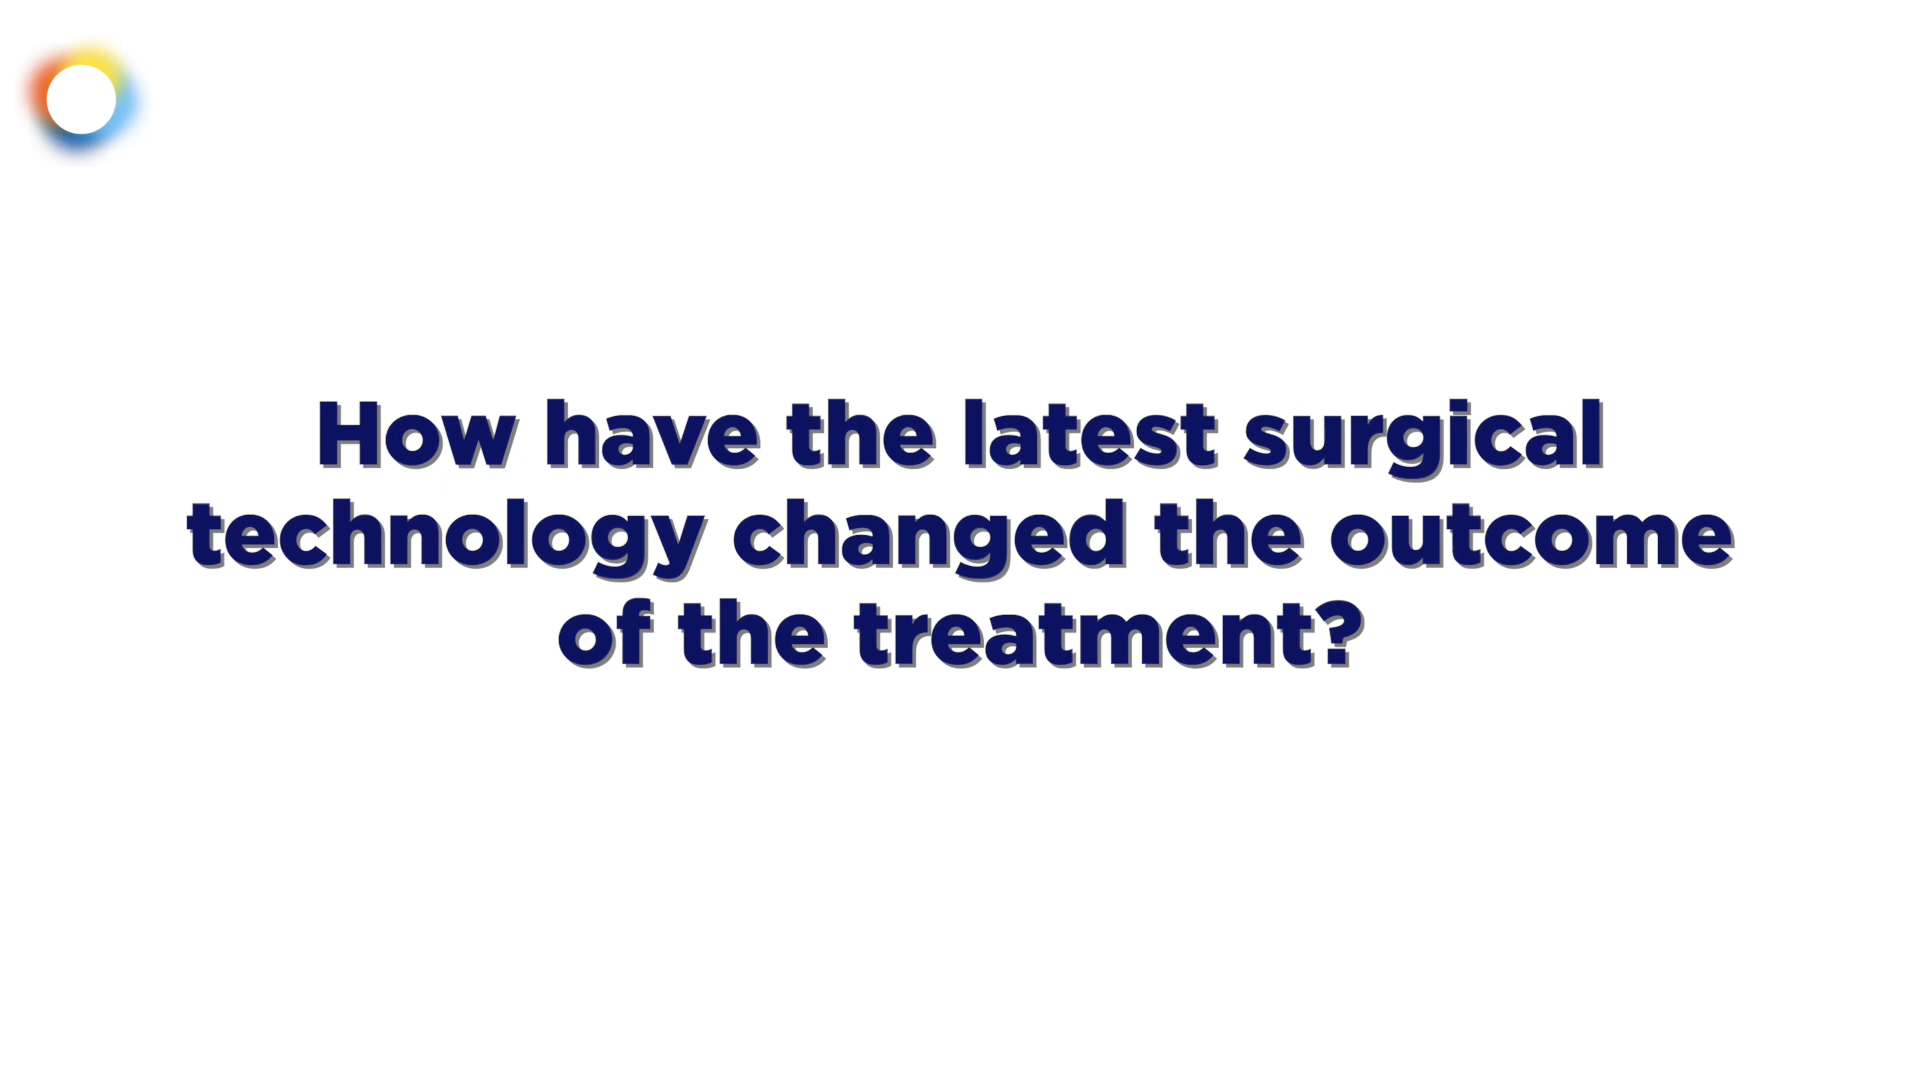 How have the latest surgical
technology changed the outcome
of the treatment?